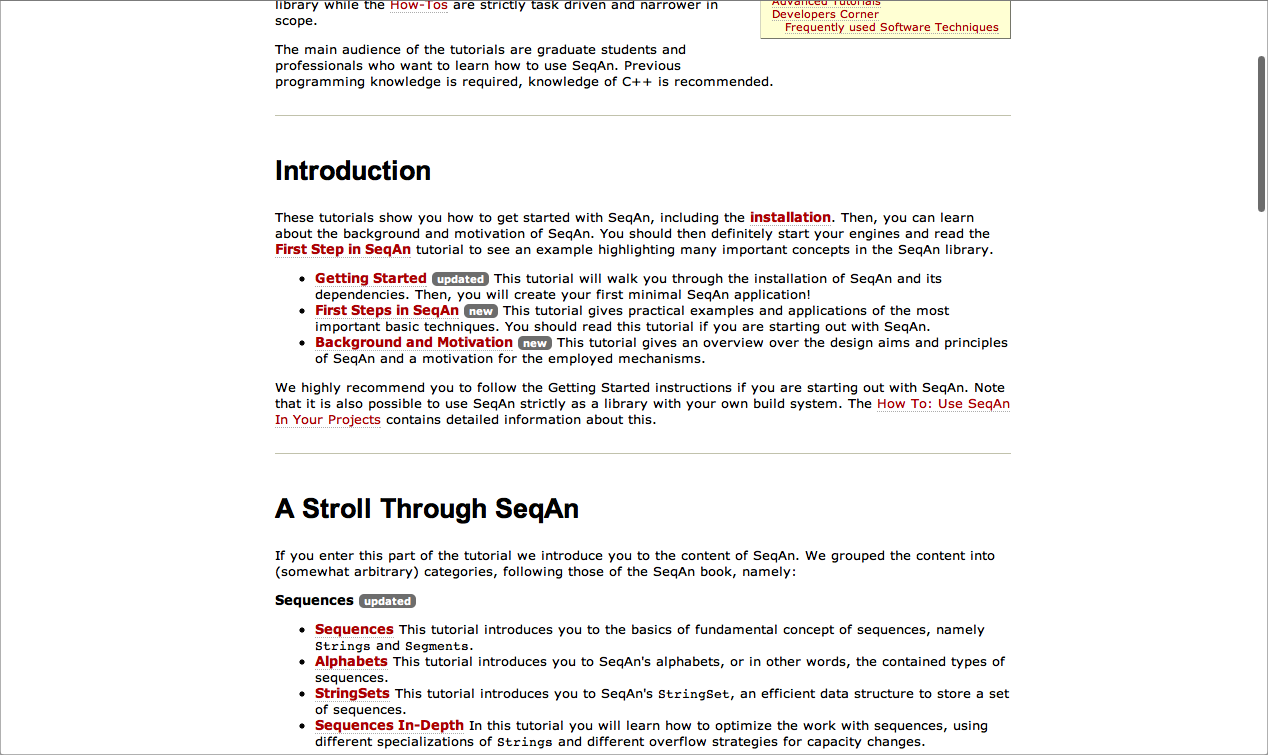 library while the How-Tos are strictly task driven and narrower in
scope.
Advanced Tutorials
Developers Corner
Frequently used Software Techniques
The main audience of the tutorials are graduate students and
professionals who want to learn how to use SeqAn. Previous
programming knowledge is required, knowledge of C++ is recommended.
Introduction
These tutorials show you how to get started with SeqAn, including the installation. Then, you can learn
about the background and motivation of SeqAn. You should then definitely start your engines and read the
First Step in SeqAn tutorial to see an example highlighting many important concepts in the SeqAn library.
• Getting Started updated This tutorial will walk you through the installation of SeqAn and its
dependencies. Then, you will create your first minimal SeqAn application!
• First Steps in SeqAn new This tutorial gives practical examples and applications of the most
important basic techniques. You should read this tutorial if you are starting out with SeqAn.
• Background and Motivation new This tutorial gives an overview over the design aims and principles
of SeqAn and a motivation for the employed mechanisms.
We highly recommend you to follow the Getting Started instructions if you are starting out with SeqAn. Note
that it is also possible to use SeqAn strictly as a library with your own build system. The How To: Use SeqAn
In Your Projects contains detailed information about this.
A Stroll Through SeqAn
If you enter this part of the tutorial we introduce you to the content of SeqAn. We grouped the content into
(somewhat arbitrary) categories, following those of the SeqAn book, namely:
Sequences updated
• Sequences This tutorial introduces you to the basics of fundamental concept of sequences, namely
Strings and Segments.
• Alphabets This tutorial introduces you to SeqAn's alphabets, or in other words, the contained types of
sequences.
• StringSets This tutorial introduces you to SeqAn's StringSet, an efficient data structure to store a set
of sequences.
• Sequences In-Depth In this tutorial you will learn how to optimize the work with sequences, using
different specializations of Strings and different overflow strategies for capacity changes.